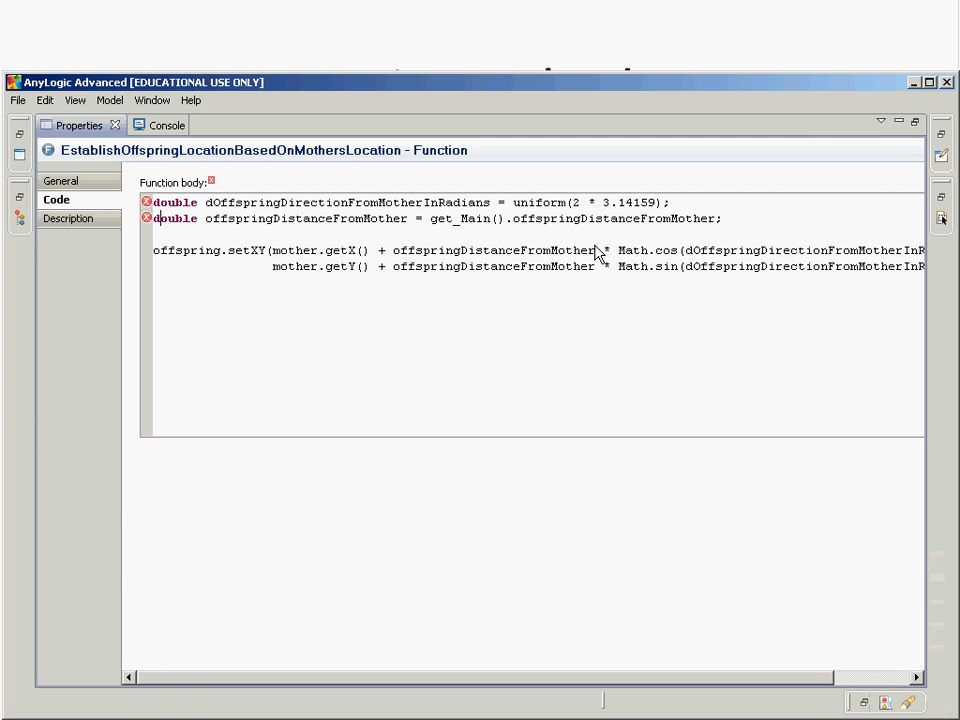 AnyLogic Advanced [EDUCATIONAL USE ONLY]
File Edit View Model Window Help
Properties Console
EstablishOffspringLocationBasedOnMothersLocation - Function
General
Code
Description
Function body:
double dOffspringDirectionFromMotherInRadians = uniform(2 * 3.14159);
double offspringDistanceFromMother = get_Main().offspringDistanceFromMother;
offspring.setXY(mother.getX() + offspringDistanceFromMother * Math.cos(dOffspringDirectionFromMotherInR
mother.getY() + offspringDistanceFromMother * Math.sin(dOffspringDirectionFromMotherInR